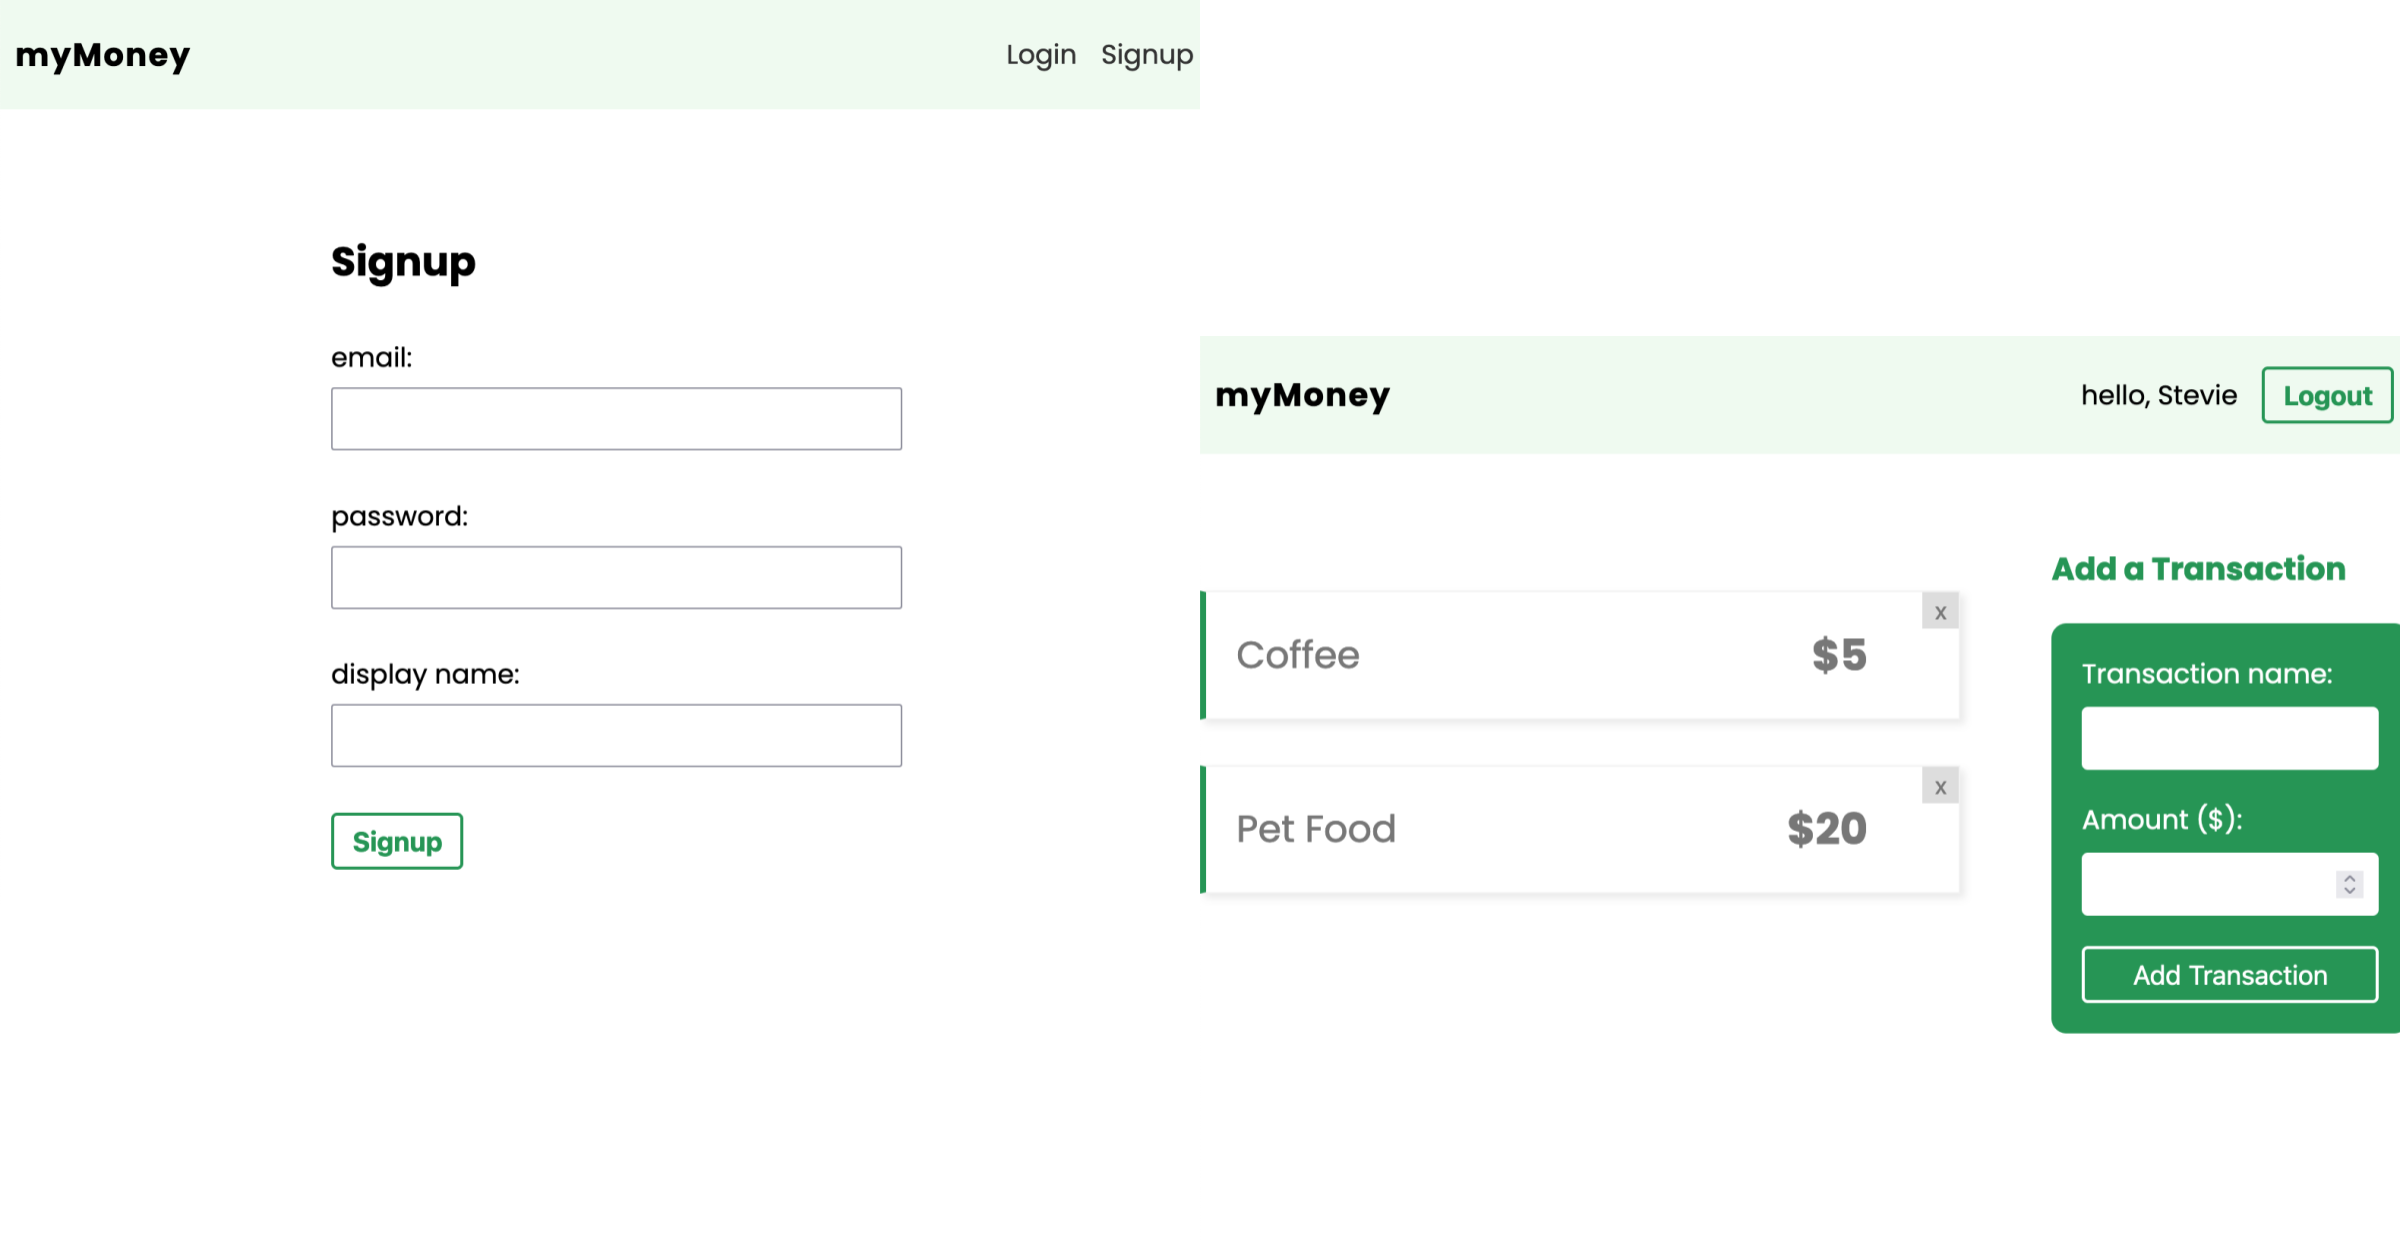 myMoney
Login Signup
Signup
email:
password:
display name:
Signup
myMoney
hello, Stevie Logout
x
Coffee $5
x
Pet Food $20
Add a Transaction
Transaction name:
Amount ($):
Add Transaction